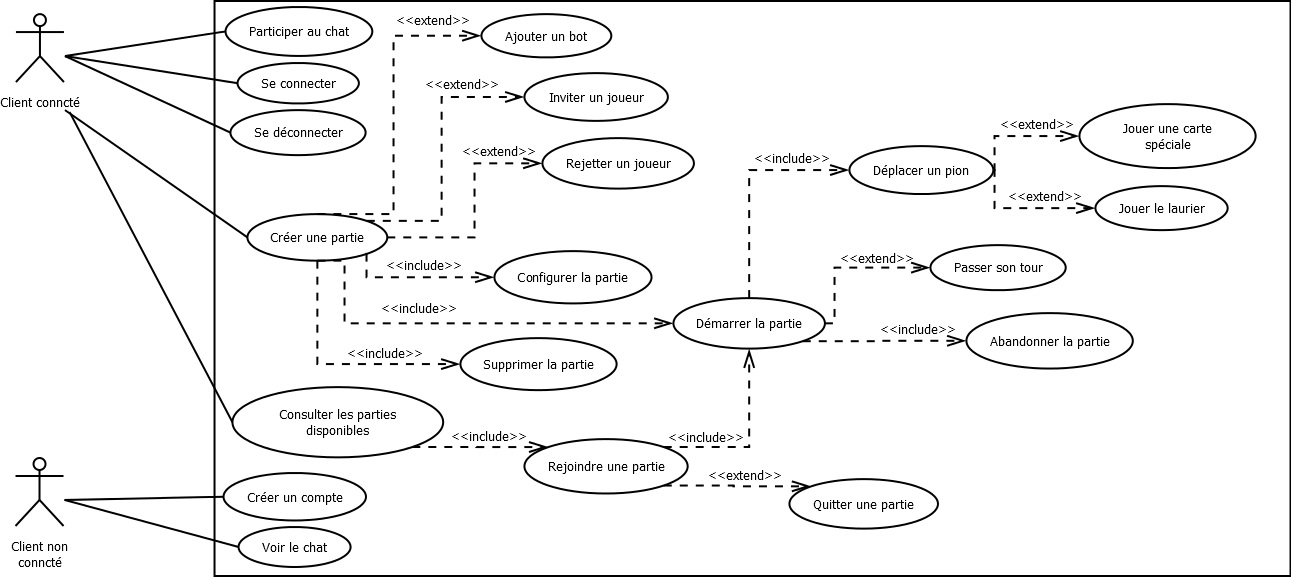 Client conncté
Participer au chat
Se connecter
Se déconnecter
<<extend>>
Ajouter un bot
<<extend>>
Inviter un joueur
<<extend>>
Rejetter un joueur
Créer une partie
<<include>>
Configurer la partie
<<include>>
Démarrer la partie
<<include>>
Supprimer la partie
<<include>>
Déplacer un pion
<<extend>>
Jouer une carte
spéciale
<<extend>>
Jouer le laurier
<<extend>>
Passer son tour
<<include>>
Abandonner la partie
Consulter les parties
disponibles
<<include>>
Rejoindre une partie
<<include>>
<<extend>>
Quitter une partie
Client non
conncté
Créer un compte
Voir le chat